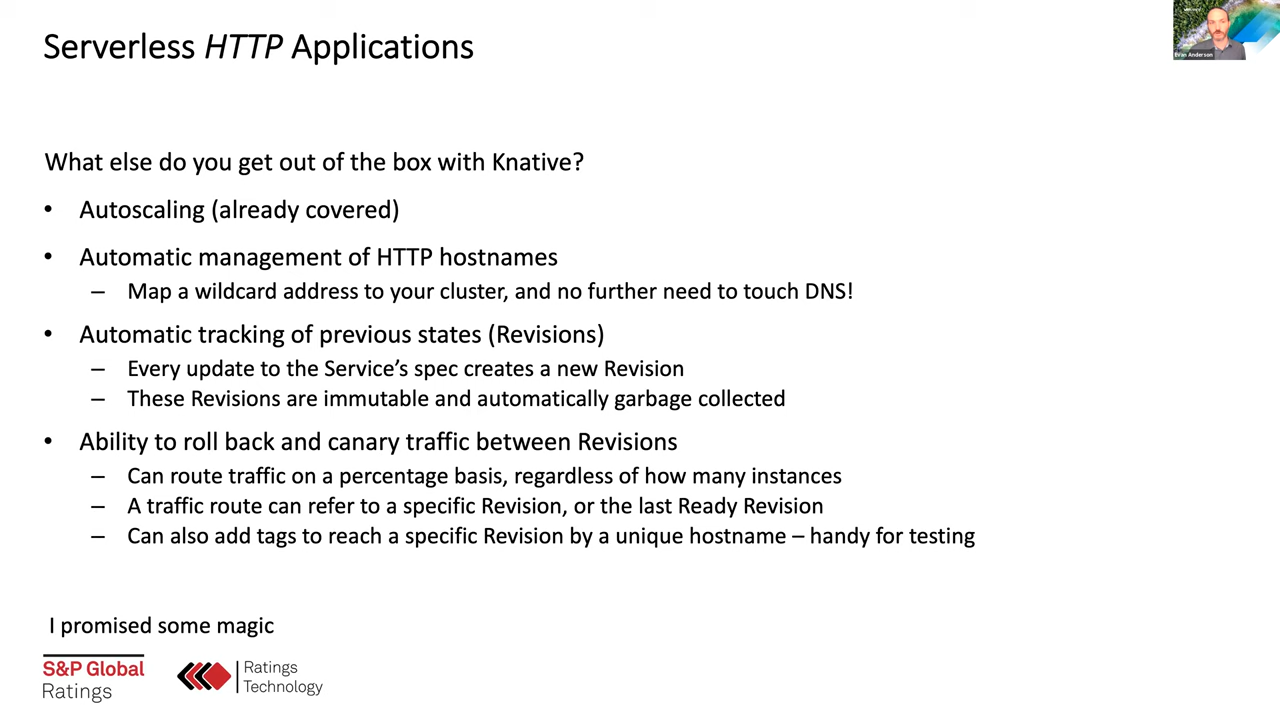 Serverless HTTP Applications
Evan Anderson
What else do you get out of the box with Knative?
• Autoscaling (already covered)
• Automatic management of HTTP hostnames
– Map a wildcard address to your cluster, and no further need to touch DNS!
• Automatic tracking of previous states (Revisions)
– Every update to the Service’s spec creates a new Revision
– These Revisions are immutable and automatically garbage collected
• Ability to roll back and canary traffic between Revisions
– Can route traffic on a percentage basis, regardless of how many instances
– A traffic route can refer to a specific Revision, or the last Ready Revision
– Can also add tags to reach a specific Revision by a unique hostname – handy for testing
I promised some magic
S&P Global
Ratings
Ratings
Technology